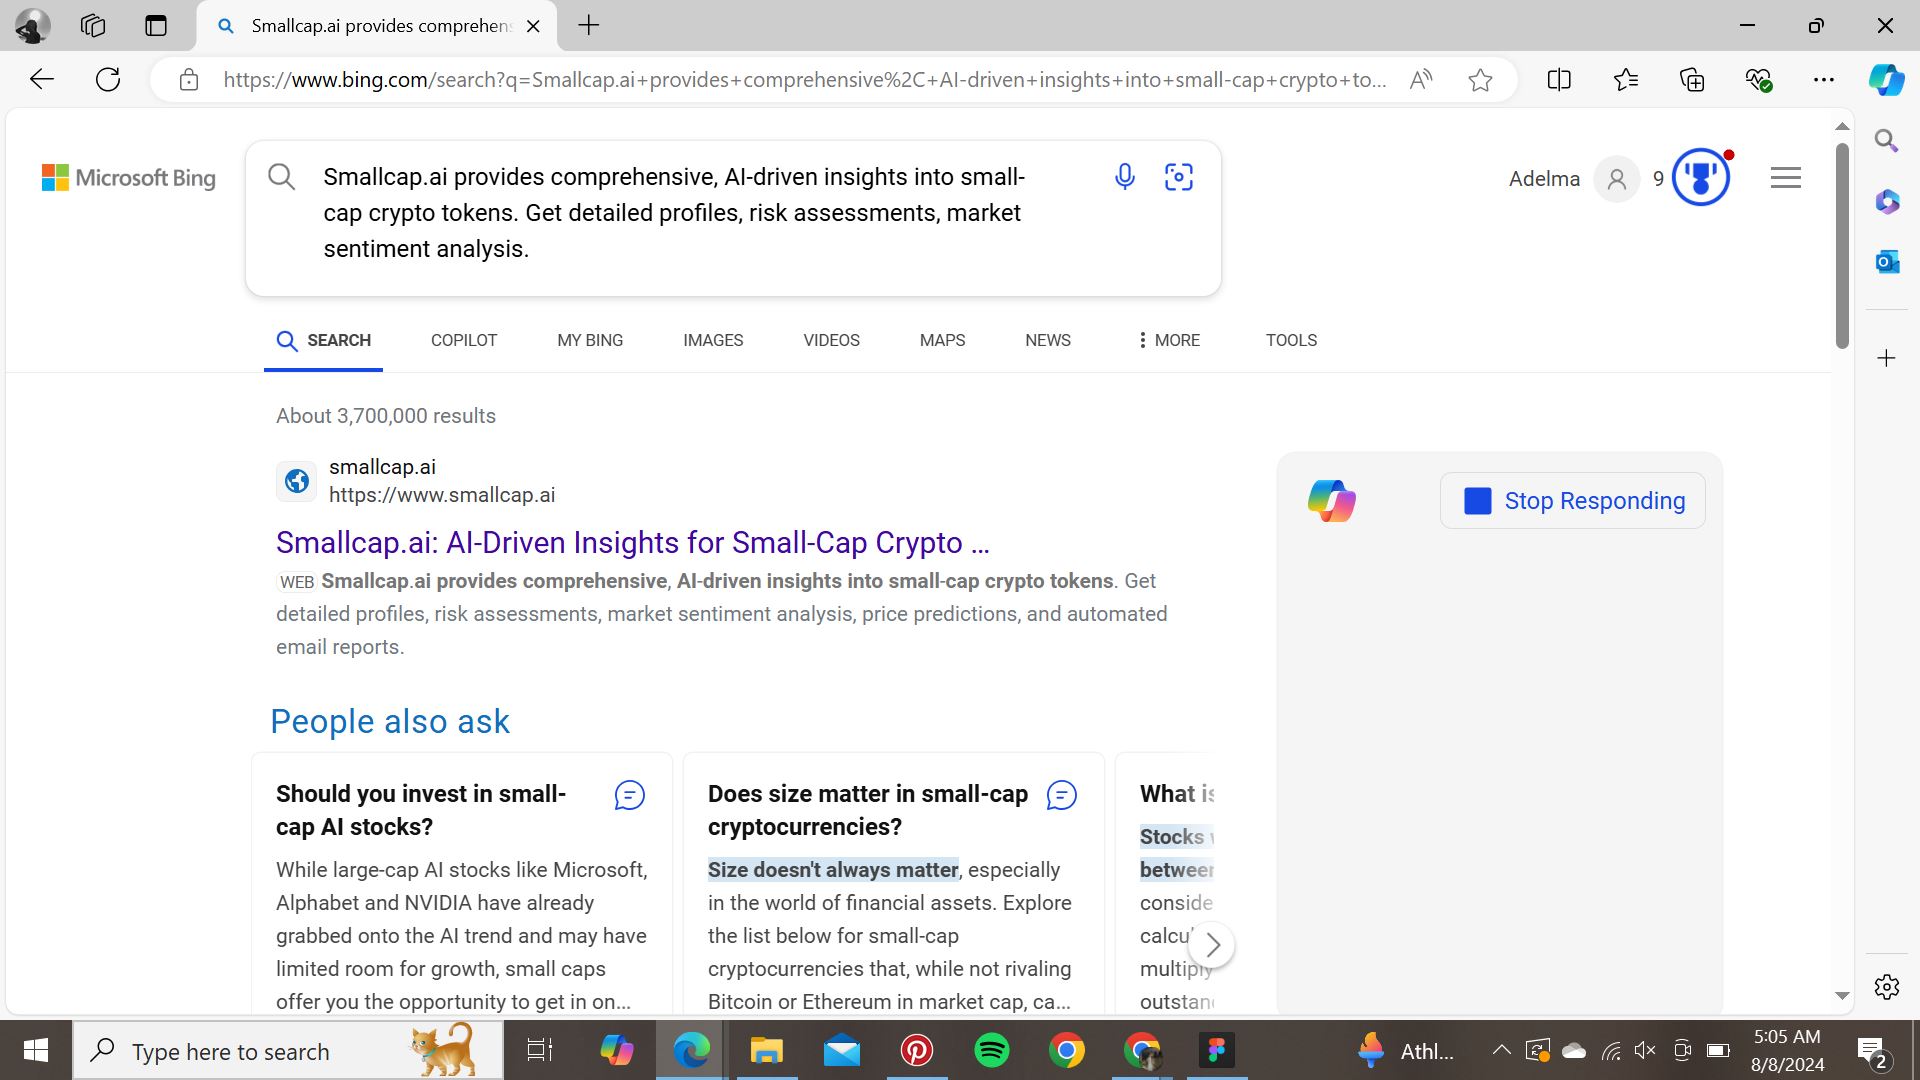 Smallcap.ai provides comprehens
https://www.bing.com/search?q=Smallcap.ai+provides+comprehensive%2C+AI-driven+insights+into+small-cap+crypto+to...
Microsoft Bing
Smallcap.ai provides comprehensive, AI-driven insights into small-
cap crypto tokens. Get detailed profiles, risk assessments, market
sentiment analysis.
Adelma
9
SEARCH
COPILOT
MY BING
IMAGES
VIDEOS
MAPS
NEWS
MORE
TOOLS
About 3,700,000 results
smallcap.ai
https://www.smallcap.ai
Smallcap.ai: AI-Driven Insights for Small-Cap Crypto ...
WEB Smallcap.ai provides comprehensive, AI-driven insights into small-cap crypto tokens. Get
detailed profiles, risk assessments, market sentiment analysis, price predictions, and automated
email reports.
Stop Responding
People also ask
Should you invest in small-
cap AI stocks?
While large-cap AI stocks like Microsoft,
Alphabet and NVIDIA have already
grabbed onto the AI trend and may have
limited room for growth, small caps
offer you the opportunity to get in on...
Does size matter in small-cap
cryptocurrencies?
Size doesn't always matter, especially
in the world of financial assets. Explore
the list below for small-cap
cryptocurrencies that, while not rivaling
Bitcoin or Ethereum in market cap, ca...
What is
Stocks
between
conside
calcu
multiply
outstan
Type here to search
Athl...
5:05 AM
8/8/2024
2